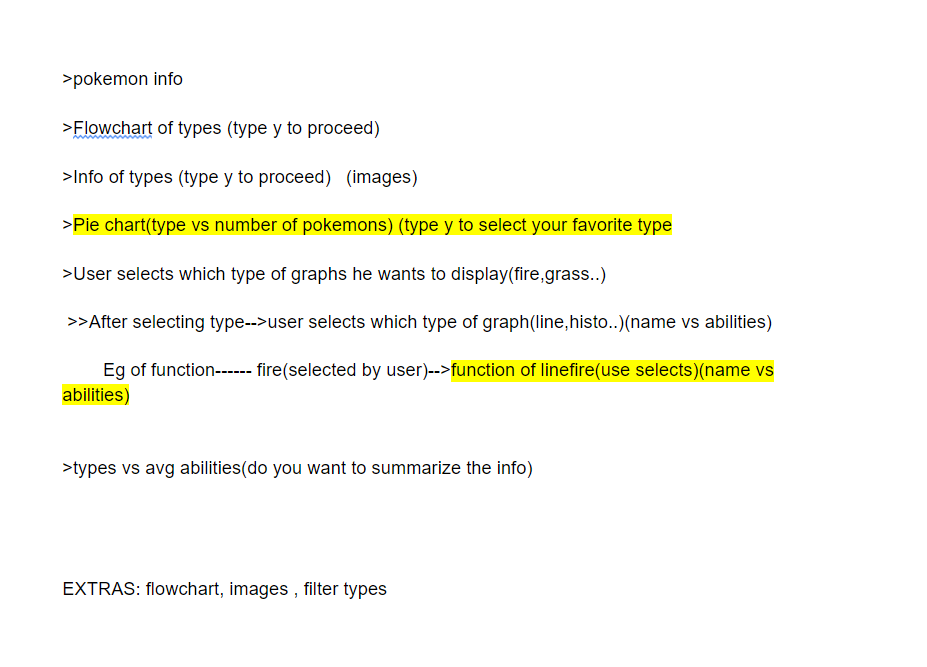 >pokemon info
>Flowchart of types (type y to proceed)
>Info of types (type y to proceed)   (images)
>Pie chart(type vs number of pokemons) (type y to select your favorite type
>User selects which type of graphs he wants to display(fire,grass..)
>>After selecting type-->user selects which type of graph(line,histo..)(name vs abilities)
Eg of function------ fire(selected by user)-->function of linefire(use selects)(name vs
abilities)
>types vs avg abilities(do you want to summarize the info)
EXTRAS: flowchart, images , filter types